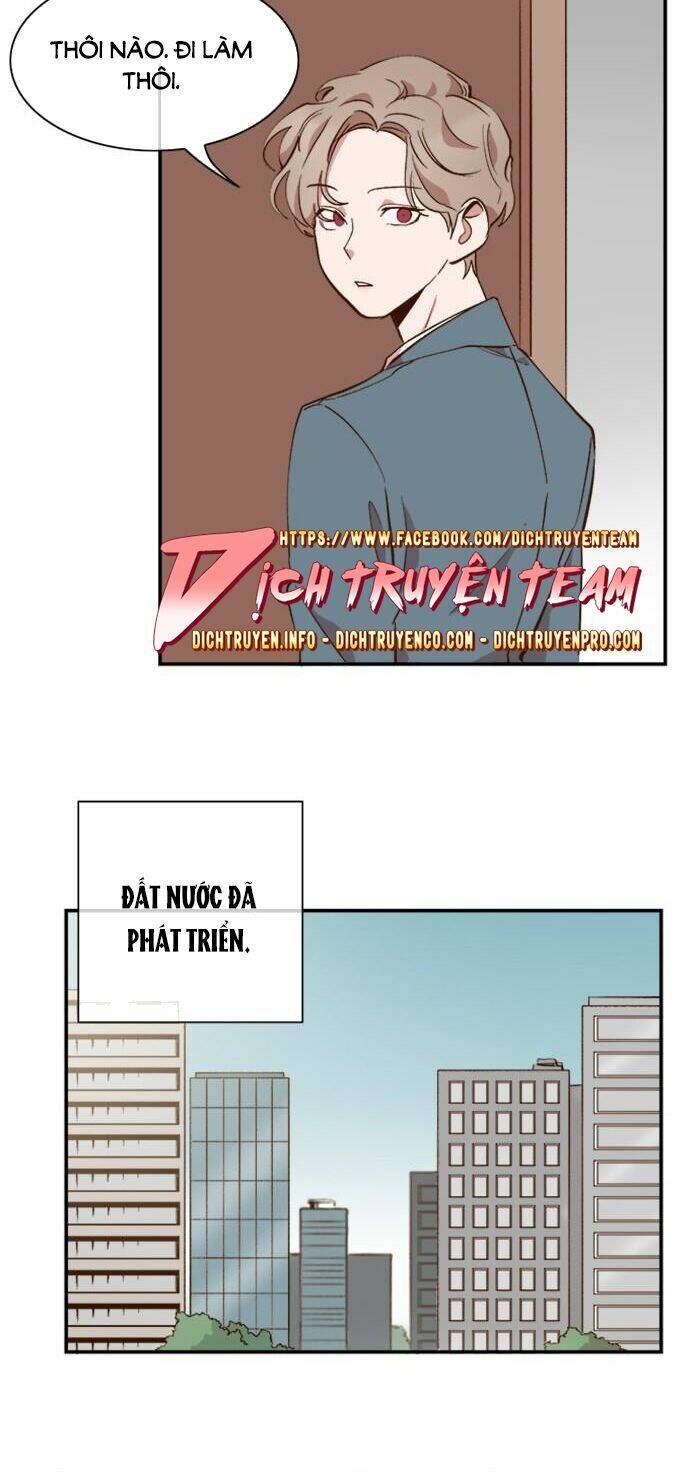 THÔI NÀO. ĐI LÀM
THÔI.
HTTPS://WWW.FACEBOOK.COM/DICHTRUYENTEAM
DỊCH TRUYỆN TEAM
DICHTRUYEN.INFO - DICHTRUYENCO.COM - DICHTRUYENPRO.COM
ĐẤT NƯỚC ĐÃ
PHÁT TRIỂN.